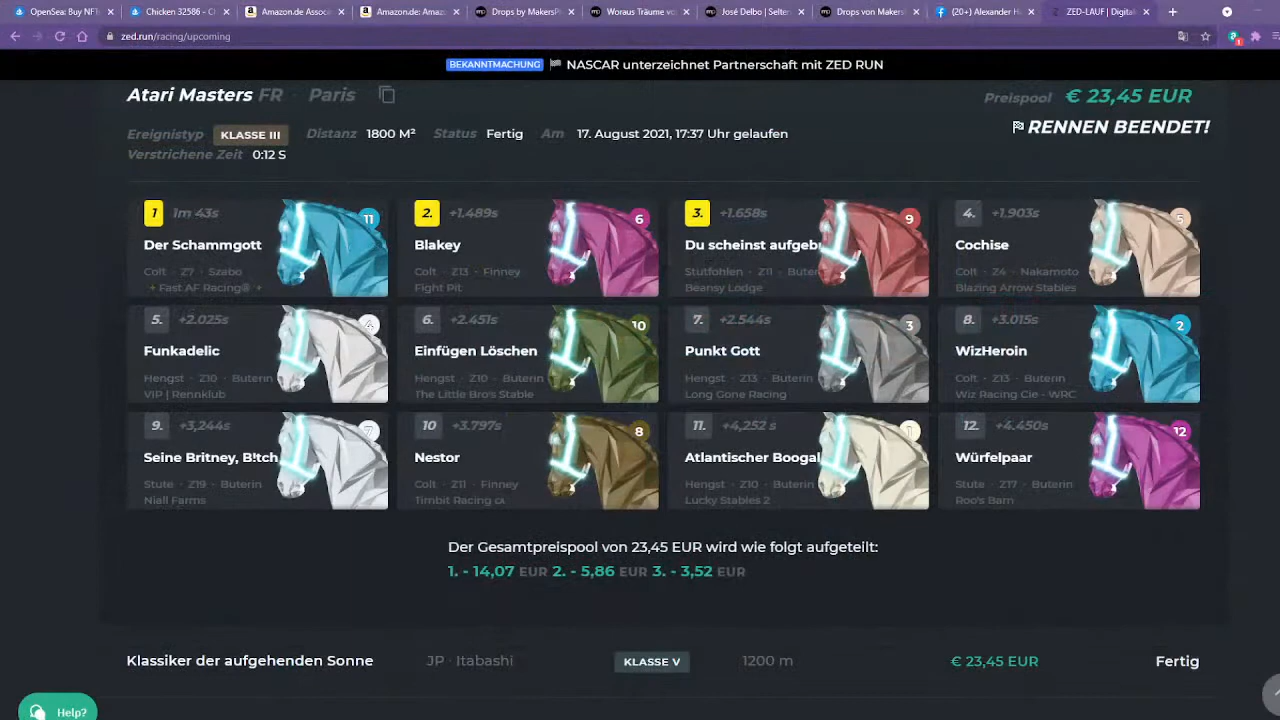 OpenSea: Buy NFT
Chicken 32586 - C
Amazon.de Associ
Amazon.de: Amaz
Drops by MakersPl
Woraus Träume vo
José Delbo | Selten
Drops von Makers
(20+) Alexander H
ZED-LAUF | Digitale
zed.run/racing/upcoming
BEKANNTMACHUNG NASCAR unterzeichnet Partnerschaft mit ZED RUN
Atari Masters FR · Paris
Preispool € 23,45 EUR
Ereignistyp KLASSE III Distanz 1800 M² Status Fertig Am 17. August 2021, 17:37 Uhr gelaufen
RENNEN BEENDET!
Verstrichene Zeit 0:12 S
1 1m 43s 11
Der Schammgott
Colt · Z7 · Szabo
+ Fast AF Racing® +
2. +1.489s 6
Blakey
Colt · Z13 · Finney
Fight Pit
3. +1.658s 9
Du scheinst aufgebu
Stutfohlen · Z11 · Buterin
Beansy Lodge
4. +1.903s 5
Cochise
Colt · Z4 · Nakamoto
Blazing Arrow Stables
5. +2.025s 4
Funkadelic
Hengst · Z10 · Buterin
VIP | Rennklub
6. +2.451s 10
Einfügen Löschen
Hengst · Z10 · Buterin
The Little Bro's Stable
7. +2.544s 3
Punkt Gott
Hengst · Z13 · Buterin
Long Gone Racing
8. +3.015s 2
WizHeroin
Colt · Z13 · Buterin
Wiz Racing Cie - WRC
9. +3,244s 7
Seine Britney, B!tch
Stute · Z19 · Buterin
Niall Farms
10 +3.797s 8
Nestor
Colt · Z11 · Finney
Timbit Racing
11. +4,252 s 1
Atlantischer Boogal
Hengst · Z10 · Buterin
Lucky Stables 2
12. +4.450s 12
Würfelpaar
Stute · Z17 · Buterin
Roo's Barn
Der Gesamtpreispool von 23,45 EUR wird wie folgt aufgeteilt:
1. - 14,07 EUR 2. - 5,86 EUR 3. - 3,52 EUR
Klassiker der aufgehenden Sonne JP · Itabashi KLASSE V 1200 m € 23,45 EUR Fertig
Help?